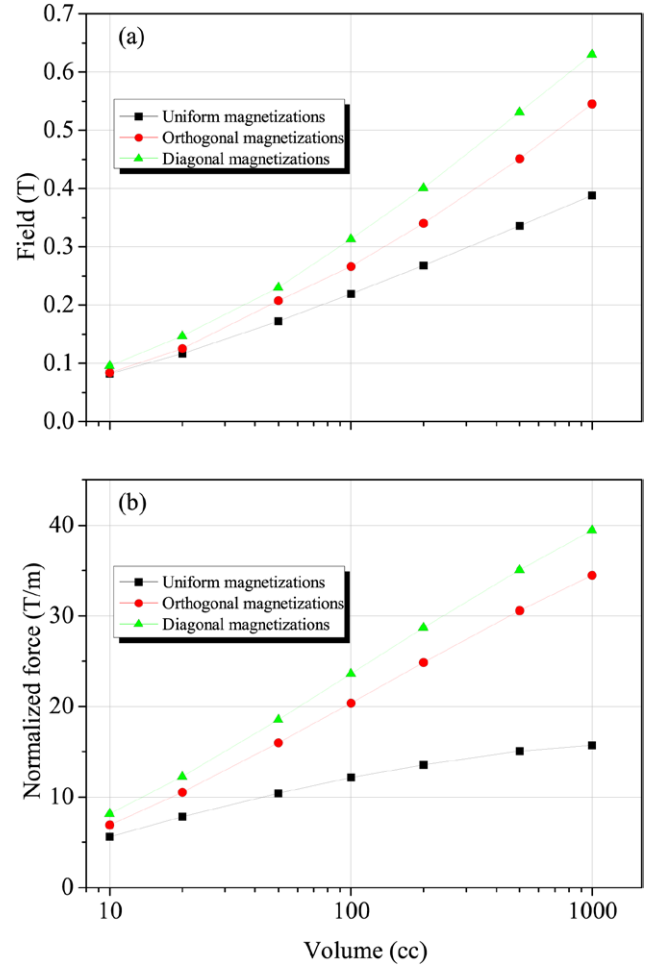 (a)
0.7
0.6
0.5
0.4
0.3
0.2
0.1
0.0
Field (T)
Uniform magnetizations
Orthogonal magnetizations
Diagonal magnetizations
(b)
40
30
20
10
0
Normalized force (T/m)
Uniform magnetizations
Orthogonal magnetizations
Diagonal magnetizations
10 100 1000
Volume (cc)